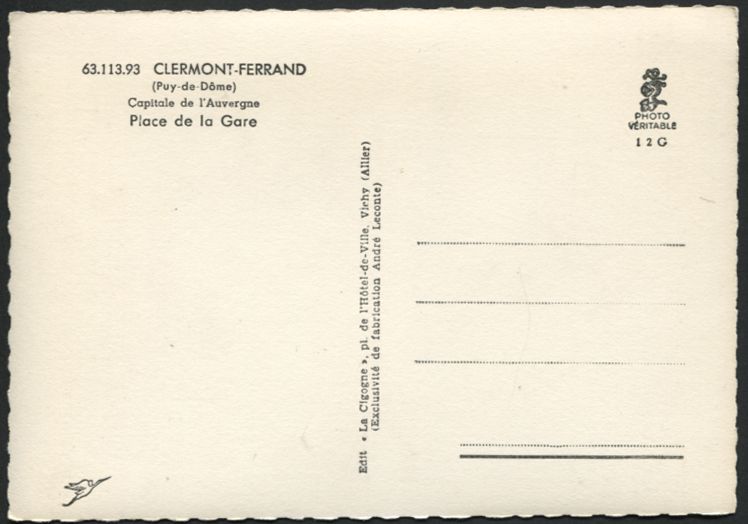 63.113.93 CLERMONT-FERRAND
(Puy-de-Dôme)
Capitale de l'Auvergne
Place de la Gare
PHOTO
VÉRITABLE
12G
Edit « La Cigogne », pl. de l'Hôtel-de-Ville, Vichy (Allier)
(Exclusivité de fabrication André Leconte)